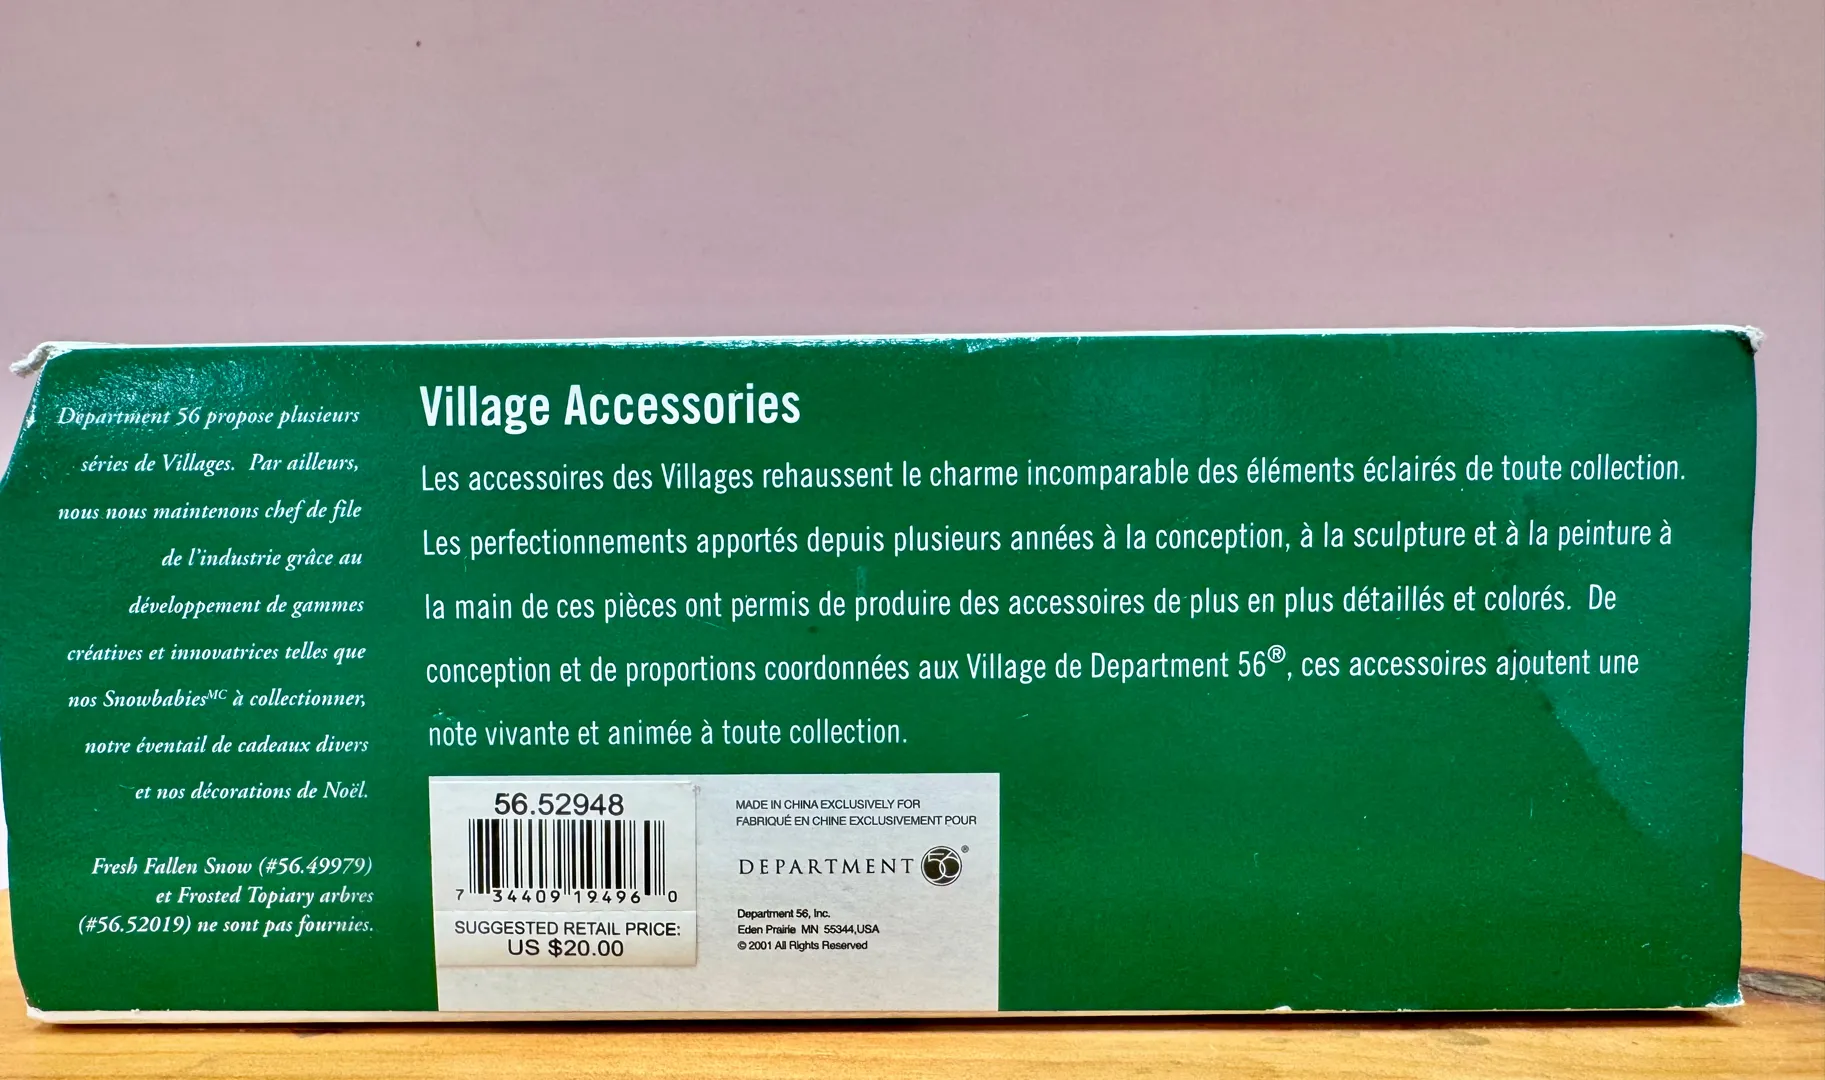 Department 56 propose plusieurs
séries de Villages. Par ailleurs,
nous nous maintenons chef de file
de l'industrie grâce au
développement de gammes
créatives et innovatrices telles que
nos Snowbabies MC à collectionner,
notre éventail de cadeaux divers
et nos décorations de Noël.
Fresh Fallen Snow (#56.49979)
et Frosted Topiary arbres
(#56.52019) ne sont pas fournies.
Village Accessories
Les accessoires des Villages rehaussent le charme incomparable des éléments éclairés de toute collection.
Les perfectionnements apportés depuis plusieurs années à la conception, à la sculpture et à la peinture à
la main de ces pièces ont permis de produire des accessoires de plus en plus détaillés et colorés. De
conception et de proportions coordonnées aux Village de Department 56®, ces accessoires ajoutent une
note vivante et animée à toute collection.
56.52948
7 34409 19496 0
SUGGESTED RETAIL PRICE:
US $20.00
MADE IN CHINA EXCLUSIVELY FOR
FABRIQUÉ EN CHINE EXCLUSIVEMENT POUR
DEPARTMENT 56®
Department 56, Inc.
Eden Prairie MN 55344,USA
© 2001 All Rights Reserved